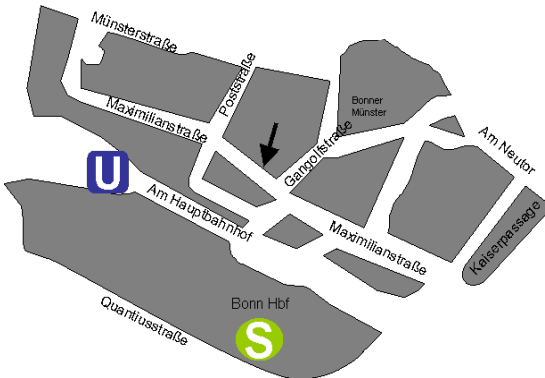 Münsterstraße
Poststraße
Maximilianstraße
Bonner
Münster
Gangolfstraße
Am Neutor
U
Am Hauptbahnhof
Maximilianstraße
Kaiserpassage
Quantiusstraße
Bonn Hbf
S